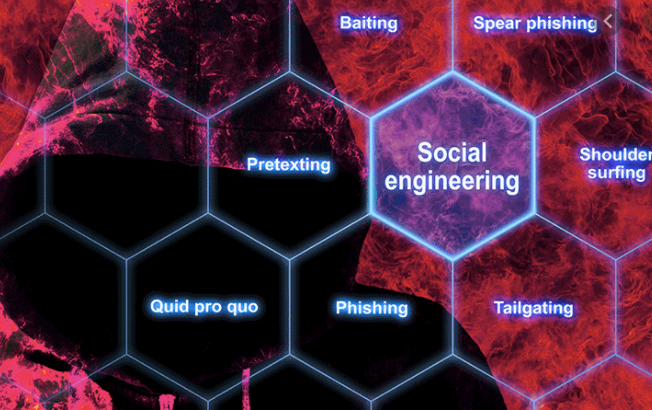 Baiting
Spear phishing
Pretexting
Social
engineering
Shoulder
surfing
Quid pro quo
Phishing
Tailgating